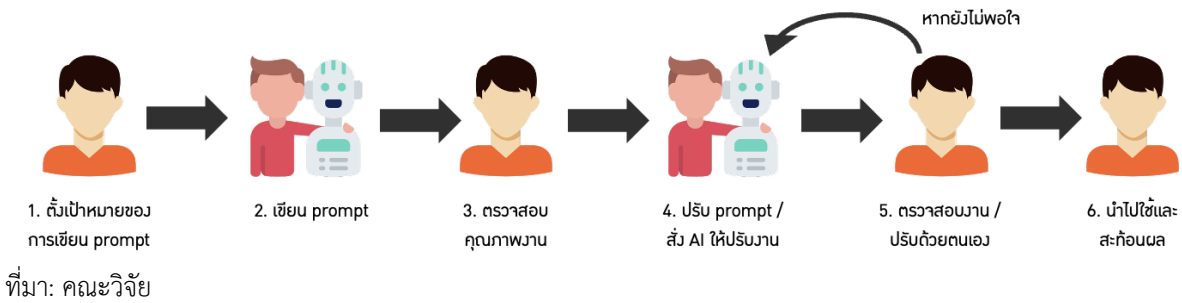 หากยังไม่พอใจ
1. ตั้งเป้าหมายของ
การเขียน prompt
2. เขียน prompt
3. ตรวจสอบ
คุณภาพงาน
4. ปรับ prompt /
สั่ง AI ให้ปรับงาน
5. ตรวจสอบงาน /
ปรับด้วยตนเอง
6. นำไปใช้และ
สะท้อนผล
ที่มา: คณะวิจัย